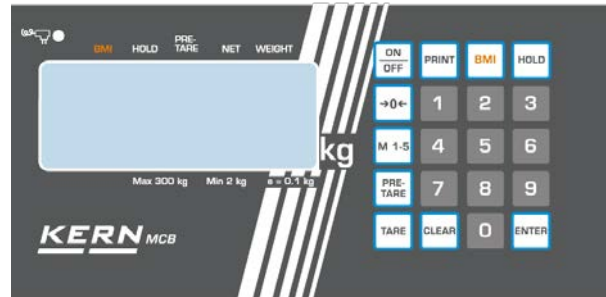 BMI HOLD PRE-TARE NET WEIGHT
kg
Max 300 kg Min 2 kg e = 0.1 kg
KERN MCB
ON OFF PRINT BMI HOLD
→0← 1 2 3
M 1-5 4 5 6
PRE-TARE 7 8 9
TARE CLEAR 0 ENTER